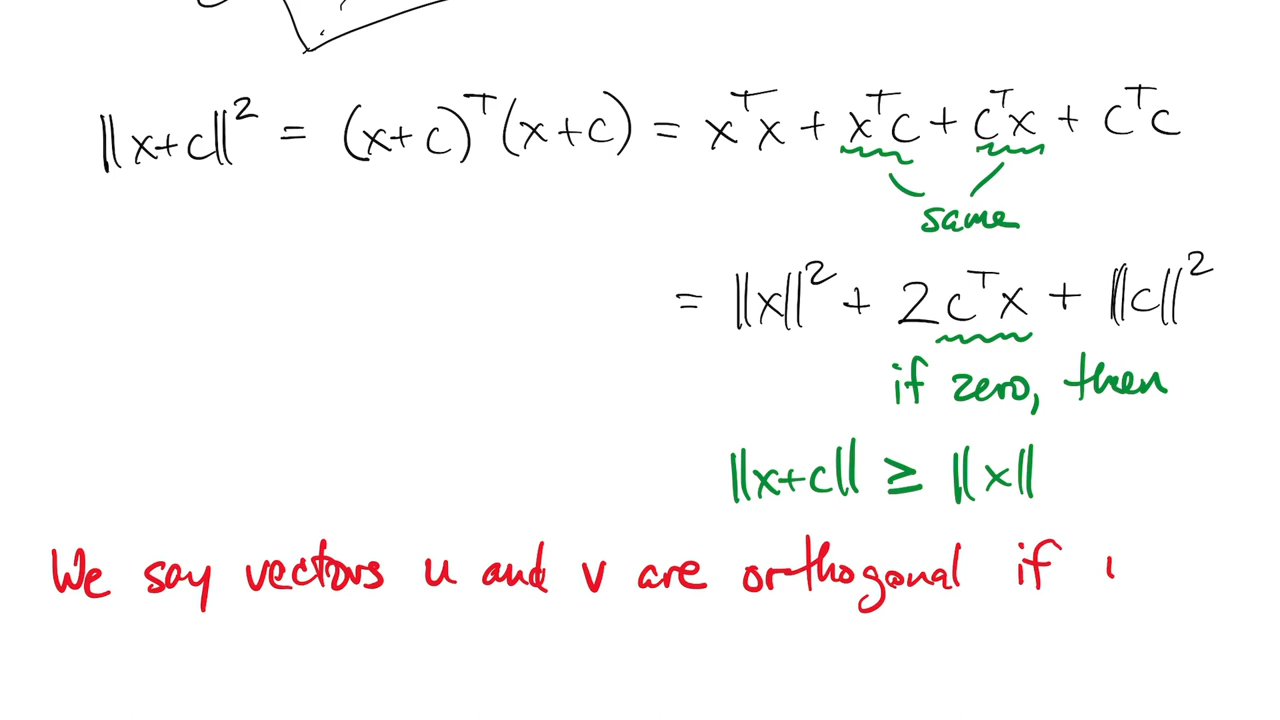 ||x+c||² = (x+c)ᵀ(x+c) = xᵀx + xᵀc + cᵀx + cᵀc
same
= ||x||² + 2cᵀx + ||c||²
if zero, then
||x+c|| ≥ ||x||
We say vectors u and v are orthogonal if